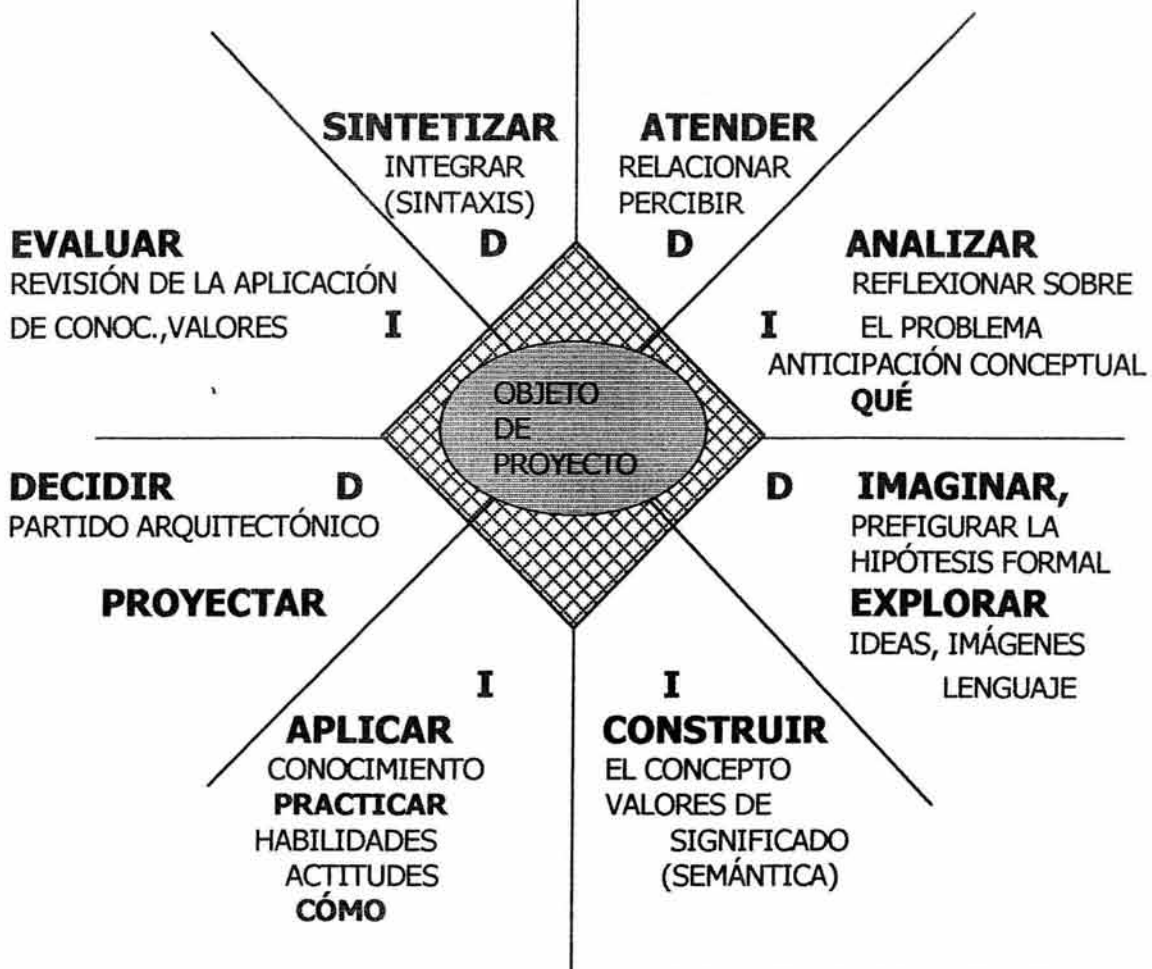 SINTETIZAR
INTEGRAR
(SINTAXIS)
D
ATENDER
RELACIONAR
PERCIBIR
D
EVALUAR
REVISIÓN DE LA APLICACIÓN
DE CONOC.,VALORES
I
ANALIZAR
REFLEXIONAR SOBRE
I
EL PROBLEMA
ANTICIPACIÓN CONCEPTUAL
QUÉ
OBJETO
DE
PROYECTO
DECIDIR
D
PARTIDO ARQUITECTÓNICO
PROYECTAR
D
IMAGINAR,
PREFIGURAR LA
HIPÓTESIS FORMAL
EXPLORAR
IDEAS, IMÁGENES
LENGUAJE
I
APLICAR
CONOCIMIENTO
PRACTICAR
HABILIDADES
ACTITUDES
CÓMO
I
CONSTRUIR
EL CONCEPTO
VALORES DE
SIGNIFICADO
(SEMÁNTICA)